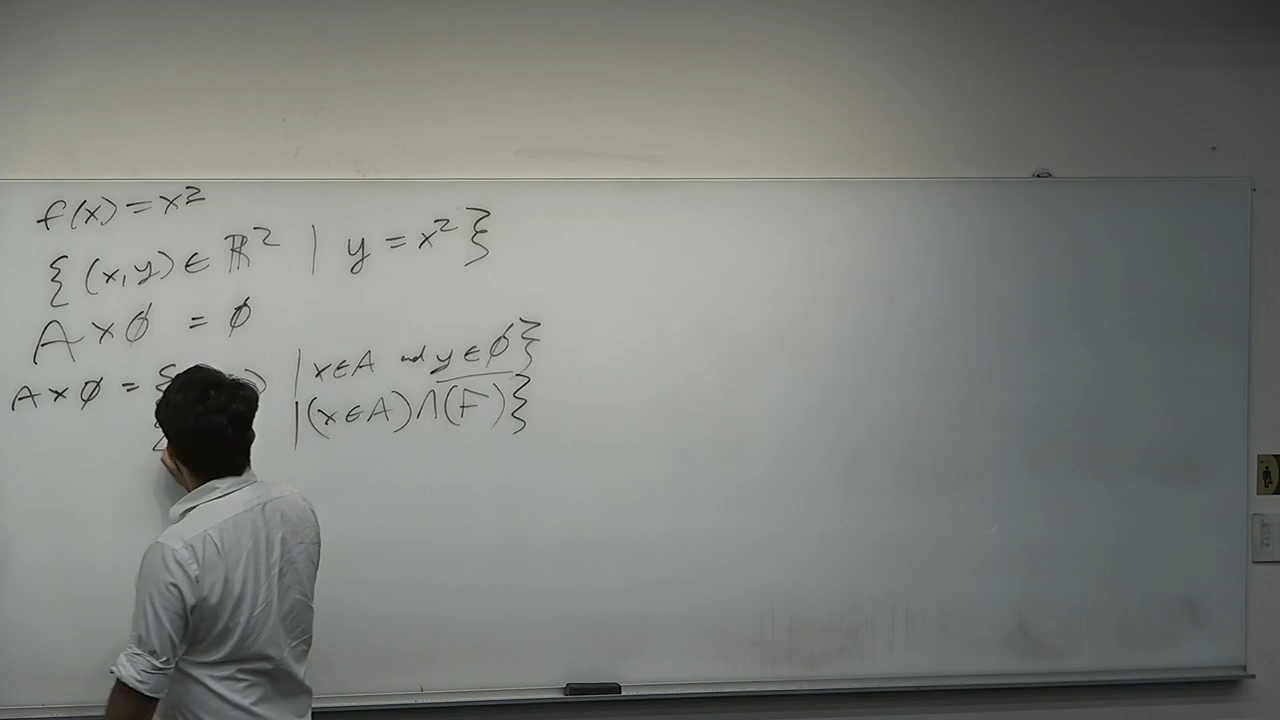 f(x) = x²
{ (x,y) ∈ ℝ² | y = x² }
A × ∅ = ∅
A × ∅ = { ) | x ∈ A and y ∈ ∅ }
| (x ∈ A) ∧ (F) }